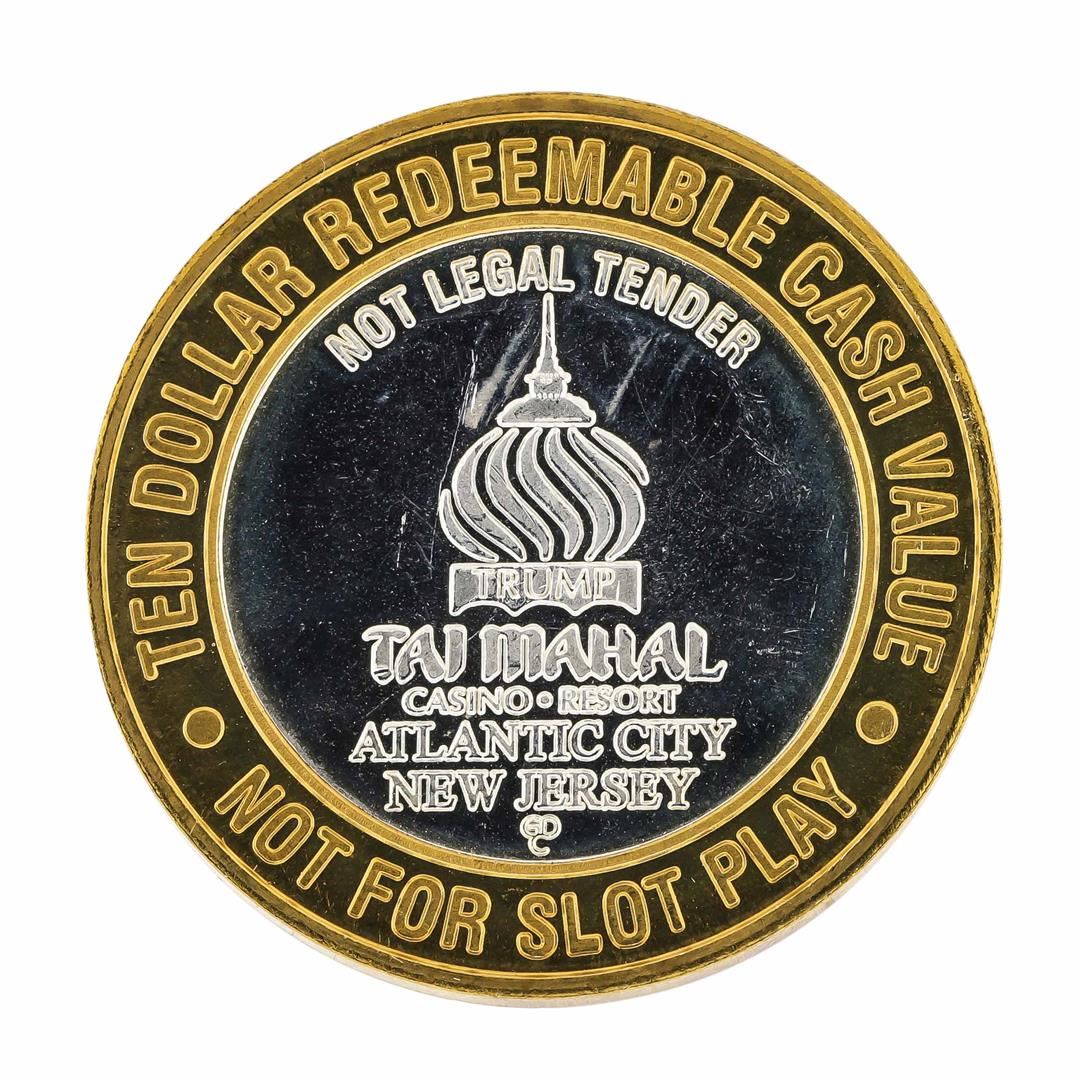 TEN DOLLAR REDEEMABLE CASH VALUE
NOT LEGAL TENDER
TRUMP
TAJ MAHAL
CASINO • RESORT
ATLANTIC CITY
NEW JERSEY
GDC
NOT FOR SLOT PLAY